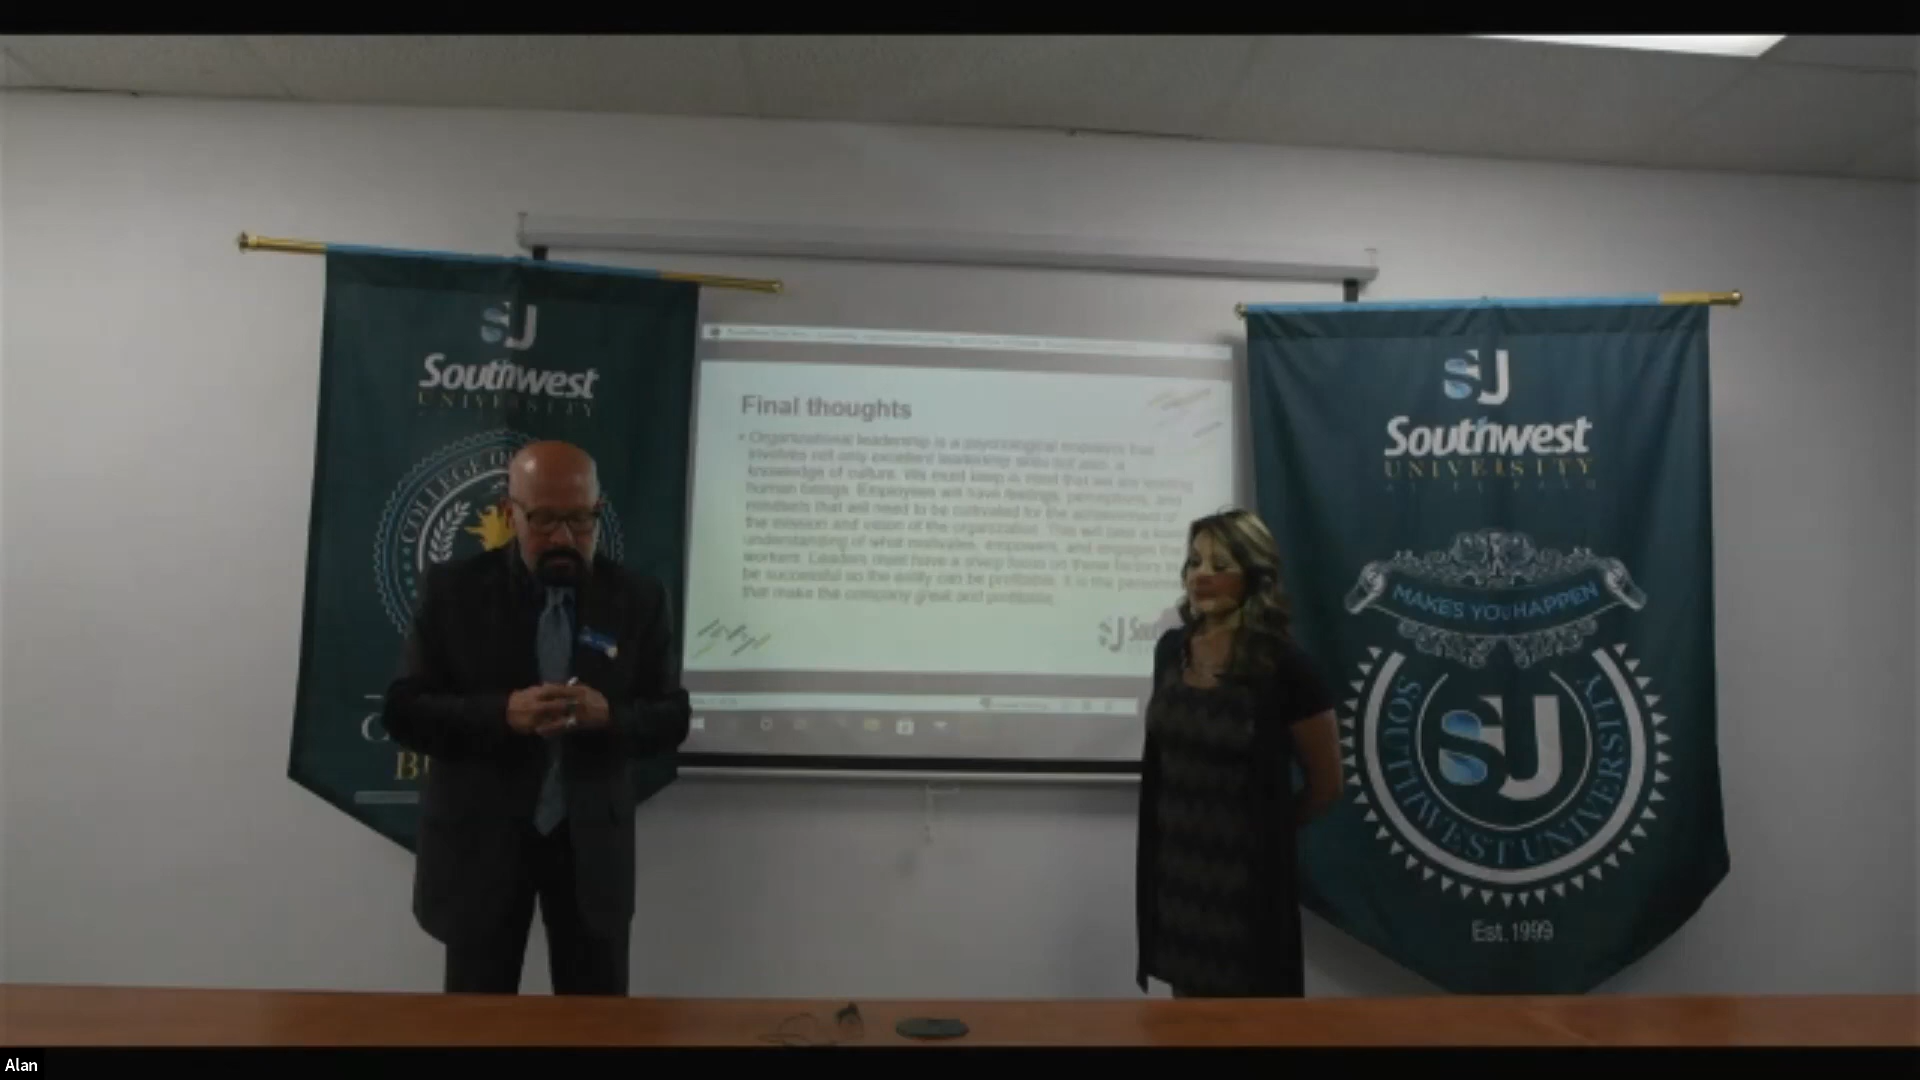 SU
Southwest
UNIVERSITY
COLLEGE O
B
Final thoughts
• Organizational leadership is a psychological endeavor that
involves not only excellent leadership skills but also, a
knowledge of culture. We must keep in mind that we are leading
human beings. Employees will have feelings, perceptions, and
mindsets that will need to be cultivated for the achievement of
the mission and vision of the organization. This will take a
understanding of what motivates, empowers, and engages the
workers. Leaders must have a sharp focus on these factors to
be successful so the entity can be profitable. It is the
that make the company great and profitable.
SU
SU
Southwest
UNIVERSITY
MAKES YOU HAPPEN
SU
SOUTHWEST UNIVERSITY
Est. 1999
Alan